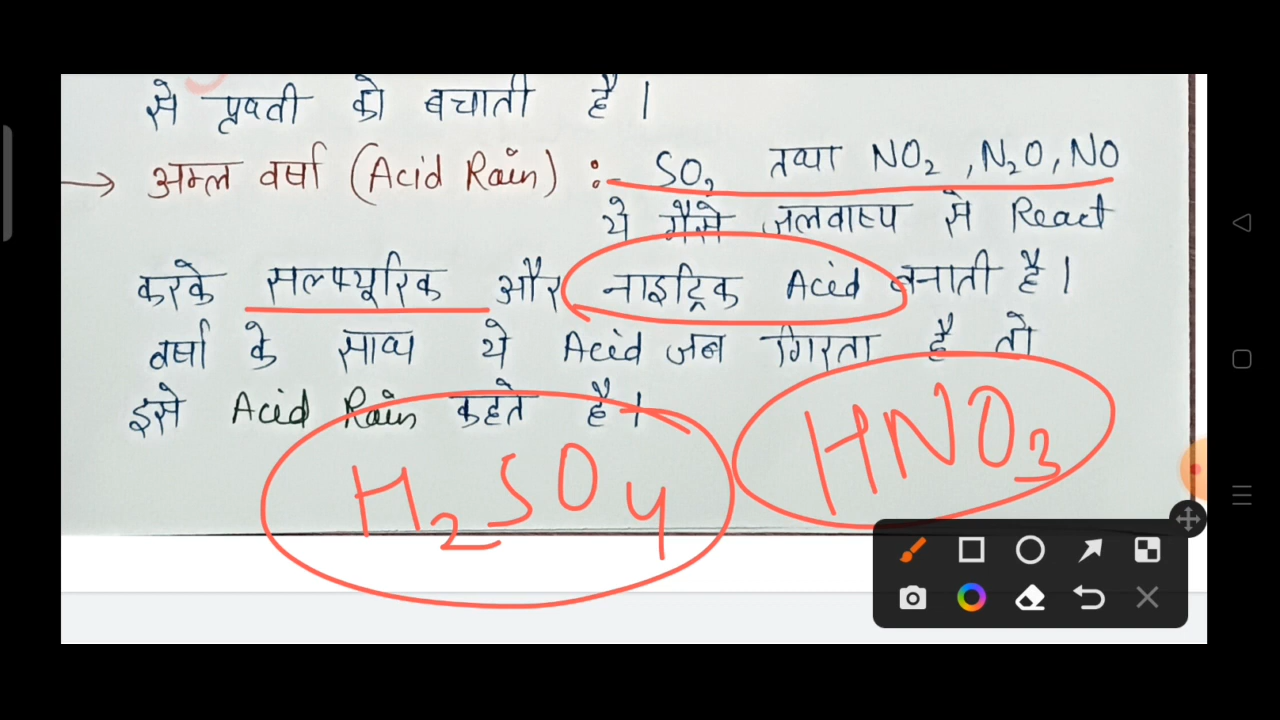 से पृथ्वी को बचाती है ।
→ अम्ल वर्षा (Acid Rain) :- SO₂ तथा NO₂ , N₂O, NO
ये गैसे जलवाष्प से React
करके सल्फ्यूरिक और नाइट्रिक Acid बनाती है ।
वर्षा के साथ ये Acid जब गिरता है तो
इसे Acid Rain कहते है ।
H₂SO₄ HNO₃